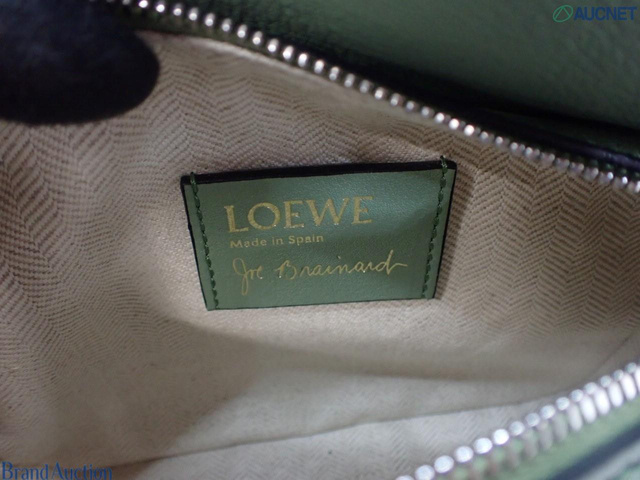 AUCNET
LOEWE
Made in Spain
Joe Brainard
Brand Auction